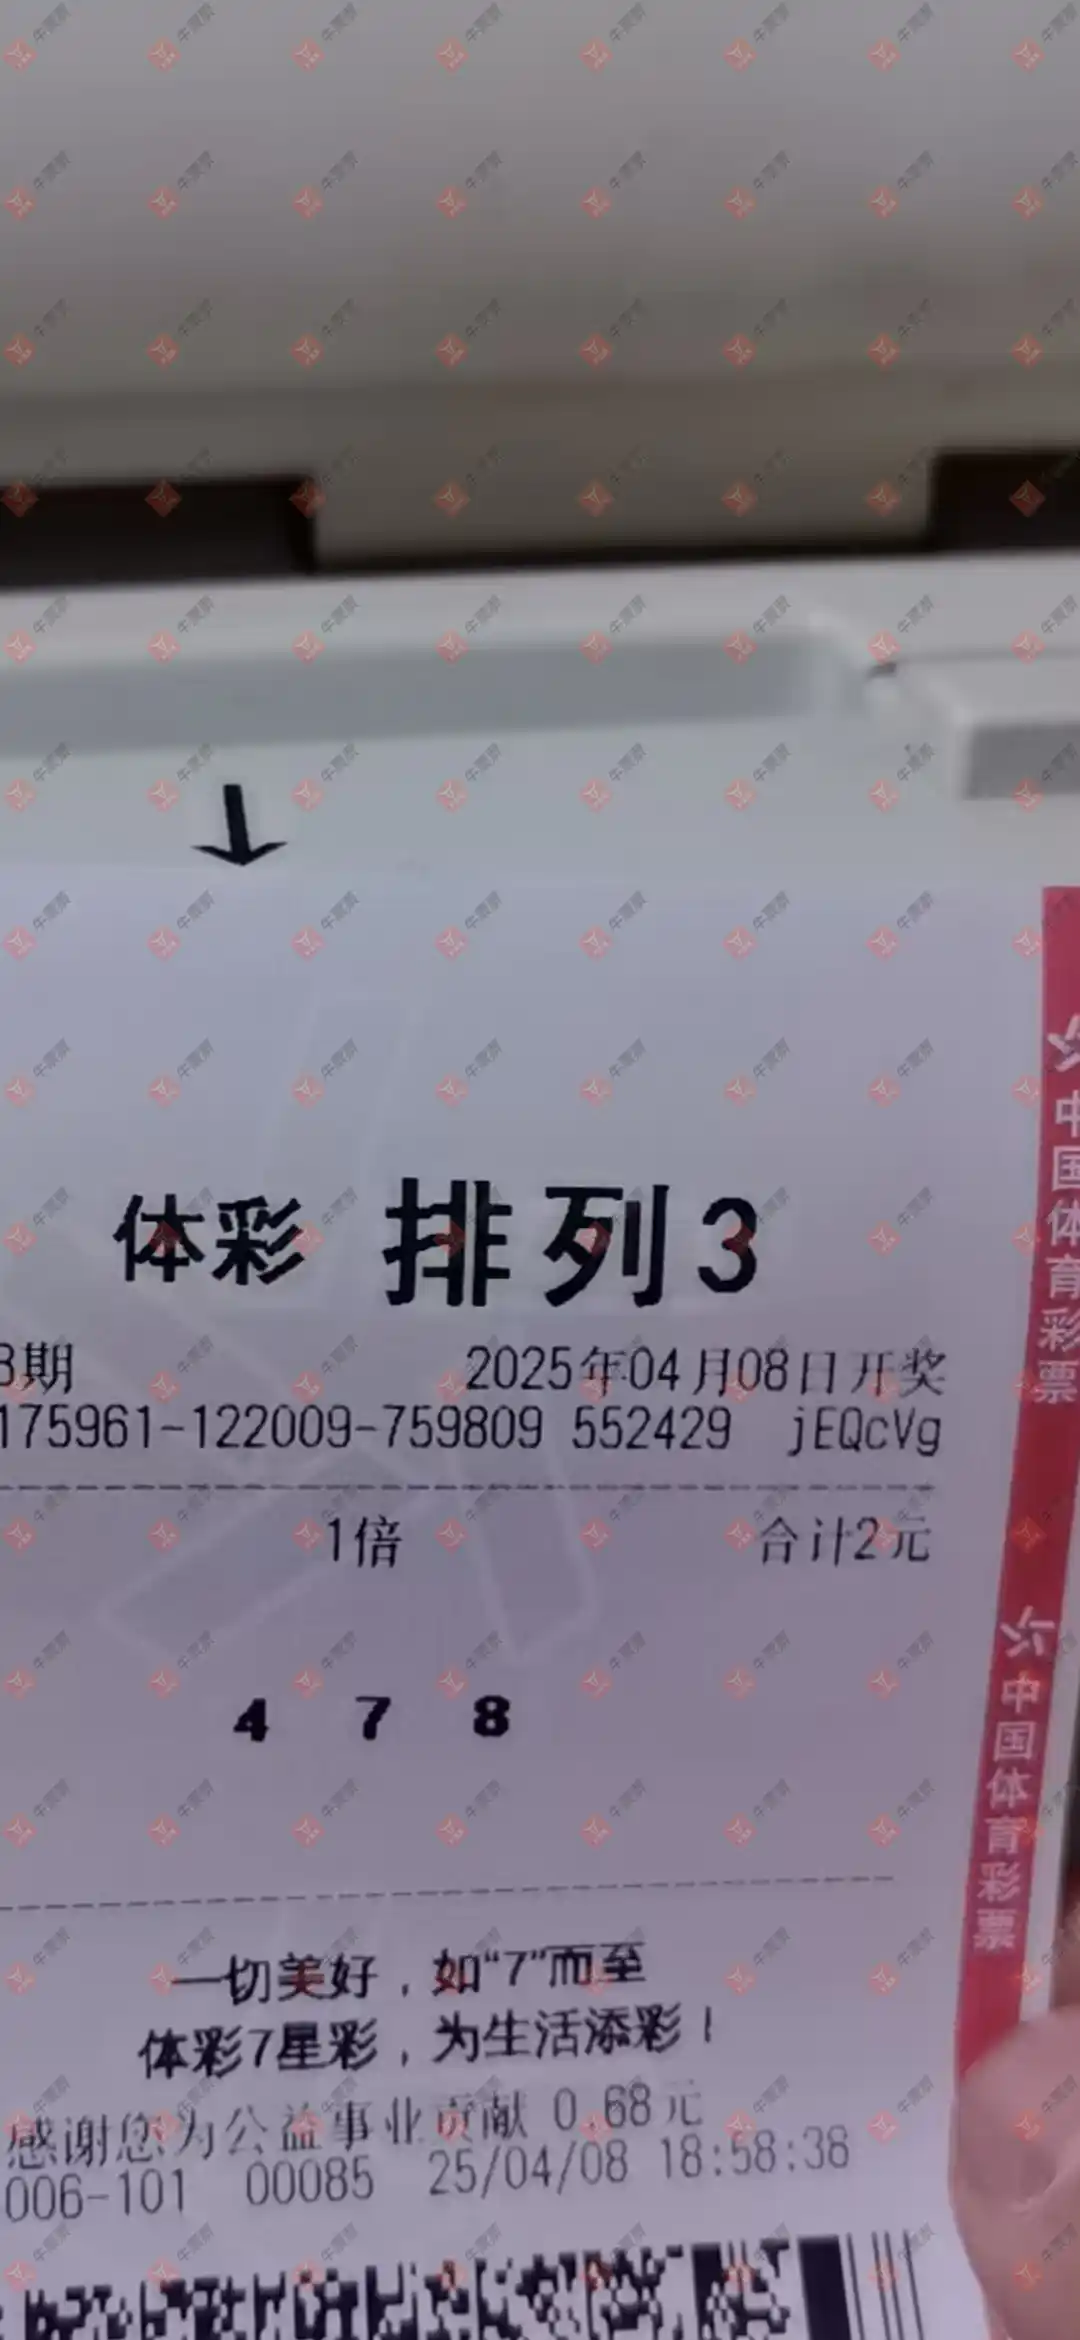 体彩 排列3
3期 2025年04月08日开奖
175961-122009-759809 552429 jEQcVg
1倍 合计2元
4 7 8
一切美好，如“7”而至
体彩7星彩，为生活添彩！
感谢您为公益事业贡献 0.68元
006-101 00085 25/04/08 18:58:38
中国体育彩票
中国体育彩票